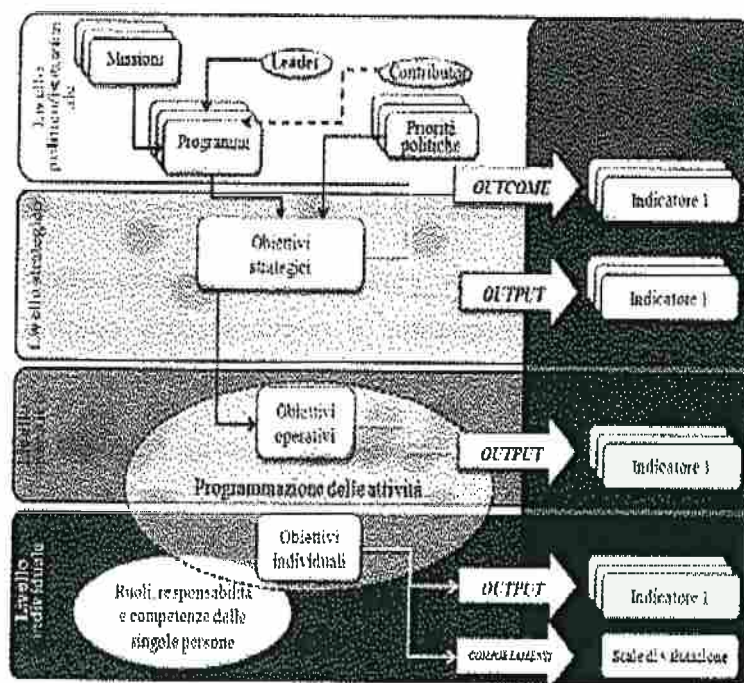 Missions
Leader
Contributor
Livello
Programmi
Priorità
politiche
OUTCOME
Indicatore 1
Livello strategico
Obiettivi
strategici
OUTPUT
Indicatore 1
Obiettivi
operativi
OUTPUT
Indicatore 1
Programmazione delle attività
Livello
individuale
Obiettivi
individuali
OUTPUT
Indicatore 1
Ruoli, responsabilità
e competenze delle
singole persone
COMPORTAMENTI
Scale di valutazione